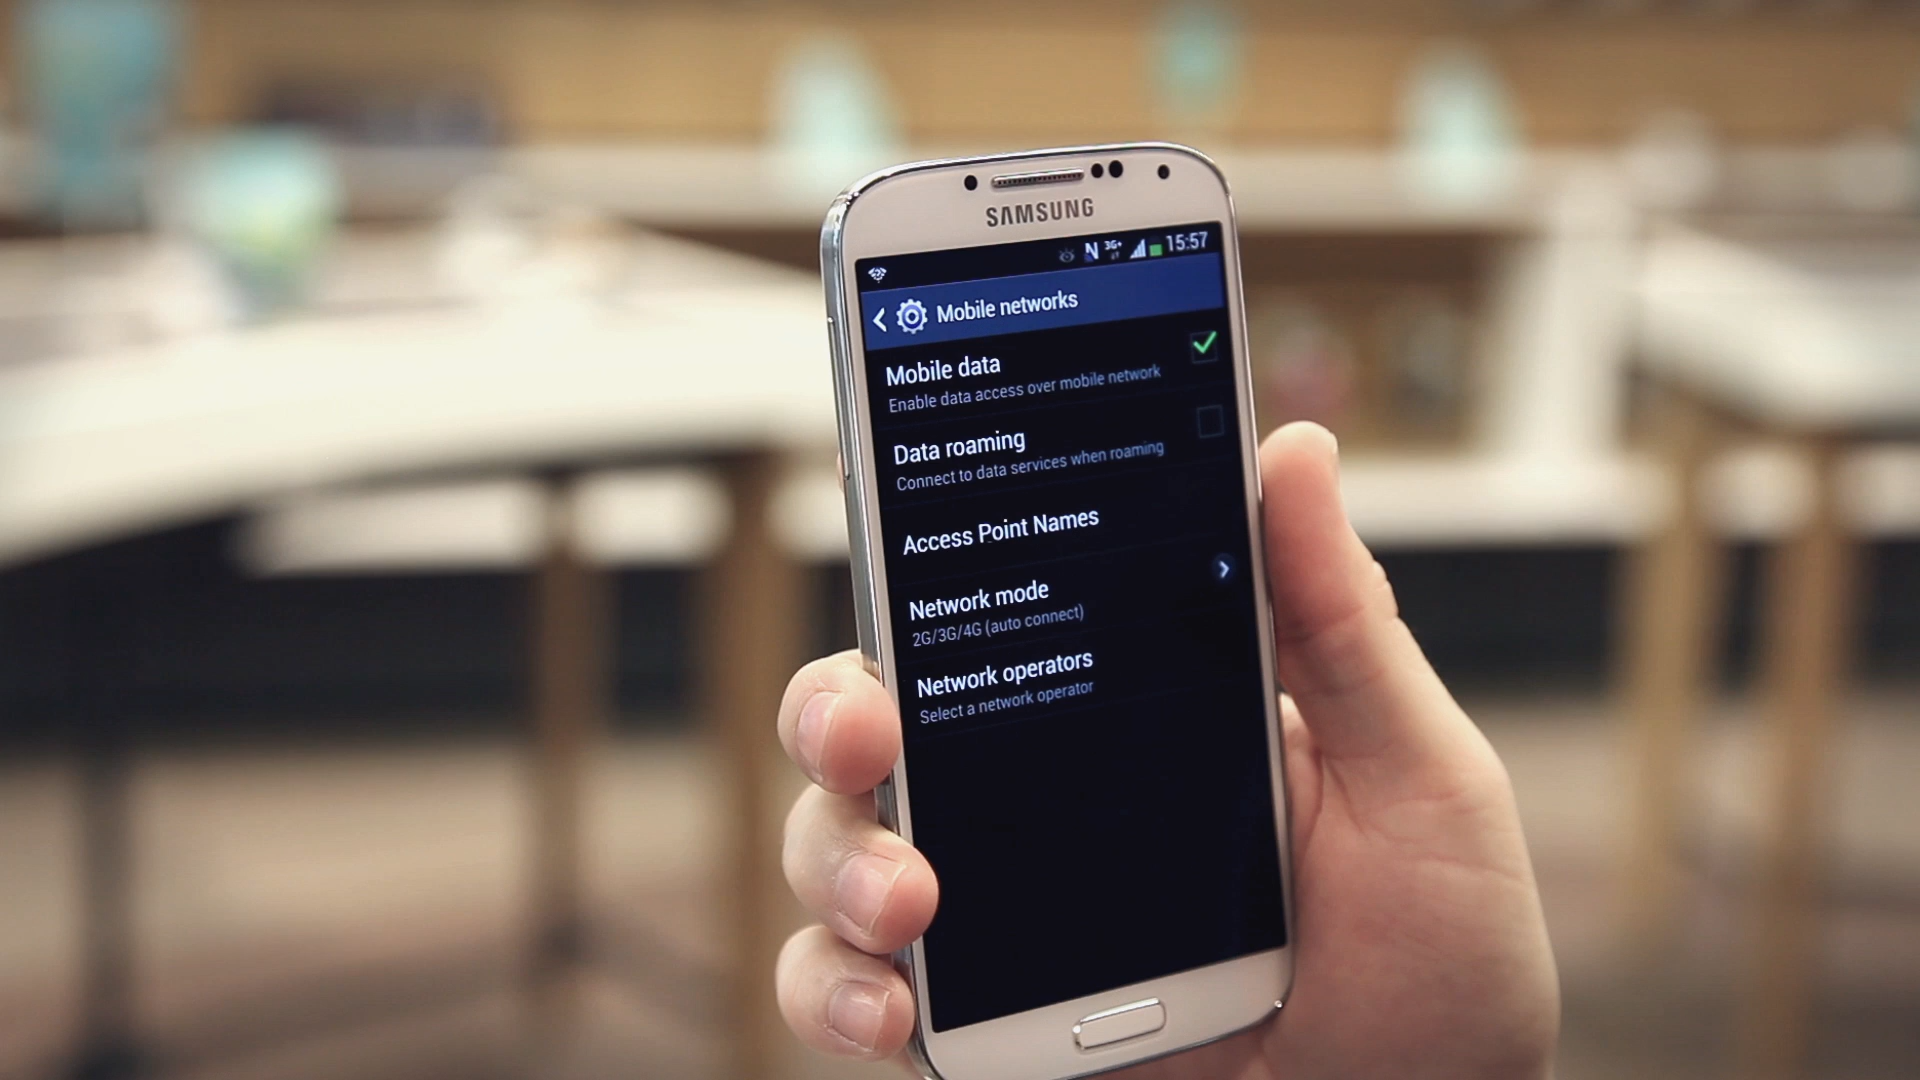 SAMSUNG
N 3G+ 15:57
Mobile networks
Mobile data
Enable data access over mobile network
Data roaming
Connect to data services when roaming
Access Point Names
Network mode
2G/3G/4G (auto connect)
Network operators
Select a network operator